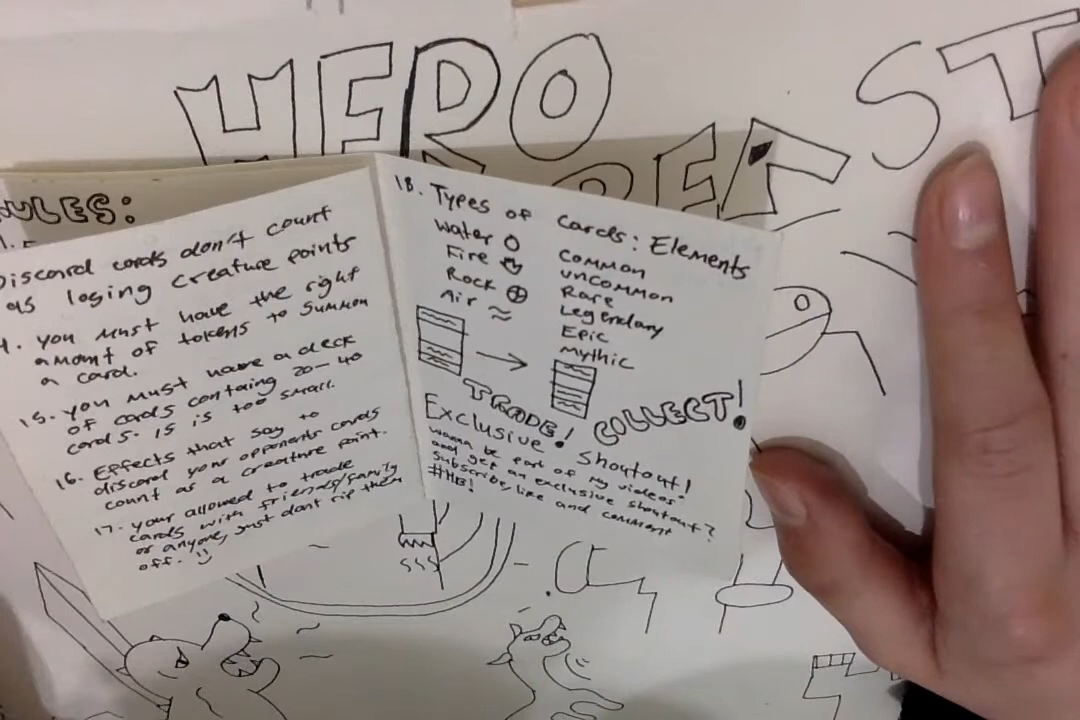 HERO
ST
RULES:
1.
Discard cards don't count
as losing creature points
14. you must have the right
amont of tokens to summon
a card.
15. you must have a deck
of cards containg 20-40
cards. 15 is too small.
16. Effects that say to
discard your opponents cards
count as a creature point.
17. your allowed to trade
cards with friends/family
or anyone, just dont rip them
off.
18. Types of Cards: Elements
Water
Fire
Rock
Air
Common
uncommon
Rare
Legendary
Epic
Mythic
TRADE!
COLLECT!
Exclusive shoutout!
wanna be part of my videos
and get an exclusive shoutout?
Subscribe, like and comment
#HB!